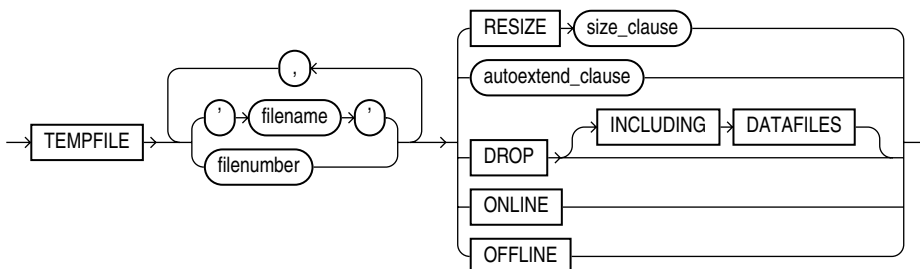 RESIZE size_clause
,
autoextend_clause
' filename '
INCLUDING DATAFILES
TEMPFILE
DROP
filenumber
ONLINE
OFFLINE